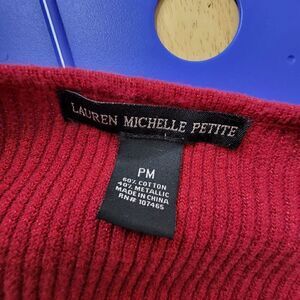 LAUREN MICHELLE PETITE
PM
60% COTTON
40% METALLIC
MADE IN CHINA
RN# 107465